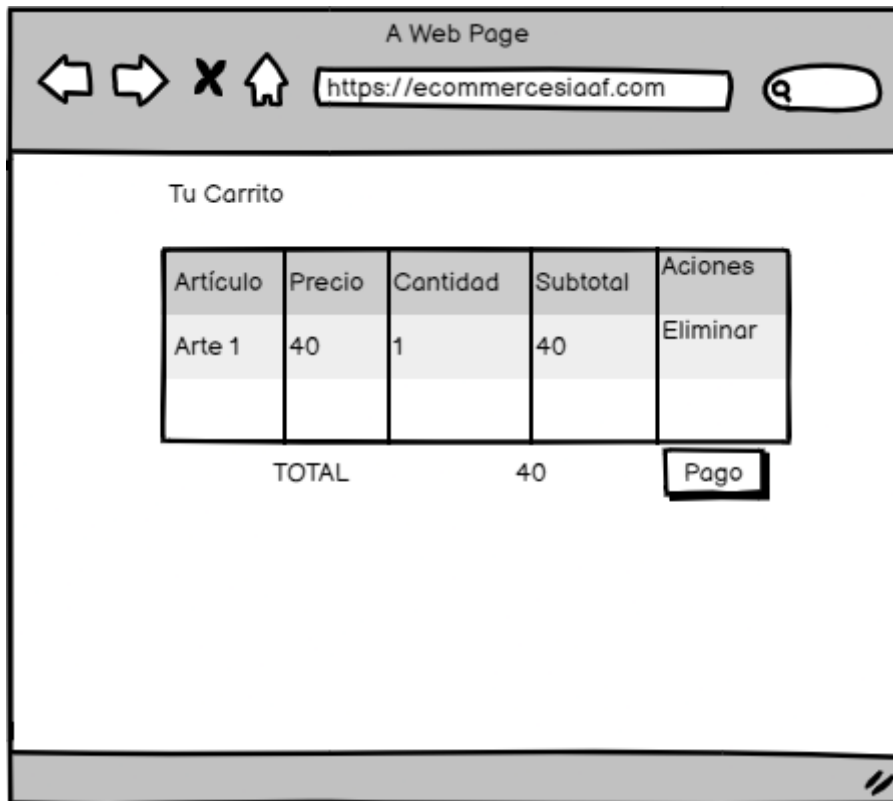 A Web Page
https://ecommercesiaaf.com
Tu Carrito
Artículo Precio Cantidad Subtotal Aciones
Arte 1 40 1 40 Eliminar
TOTAL 40 Pago